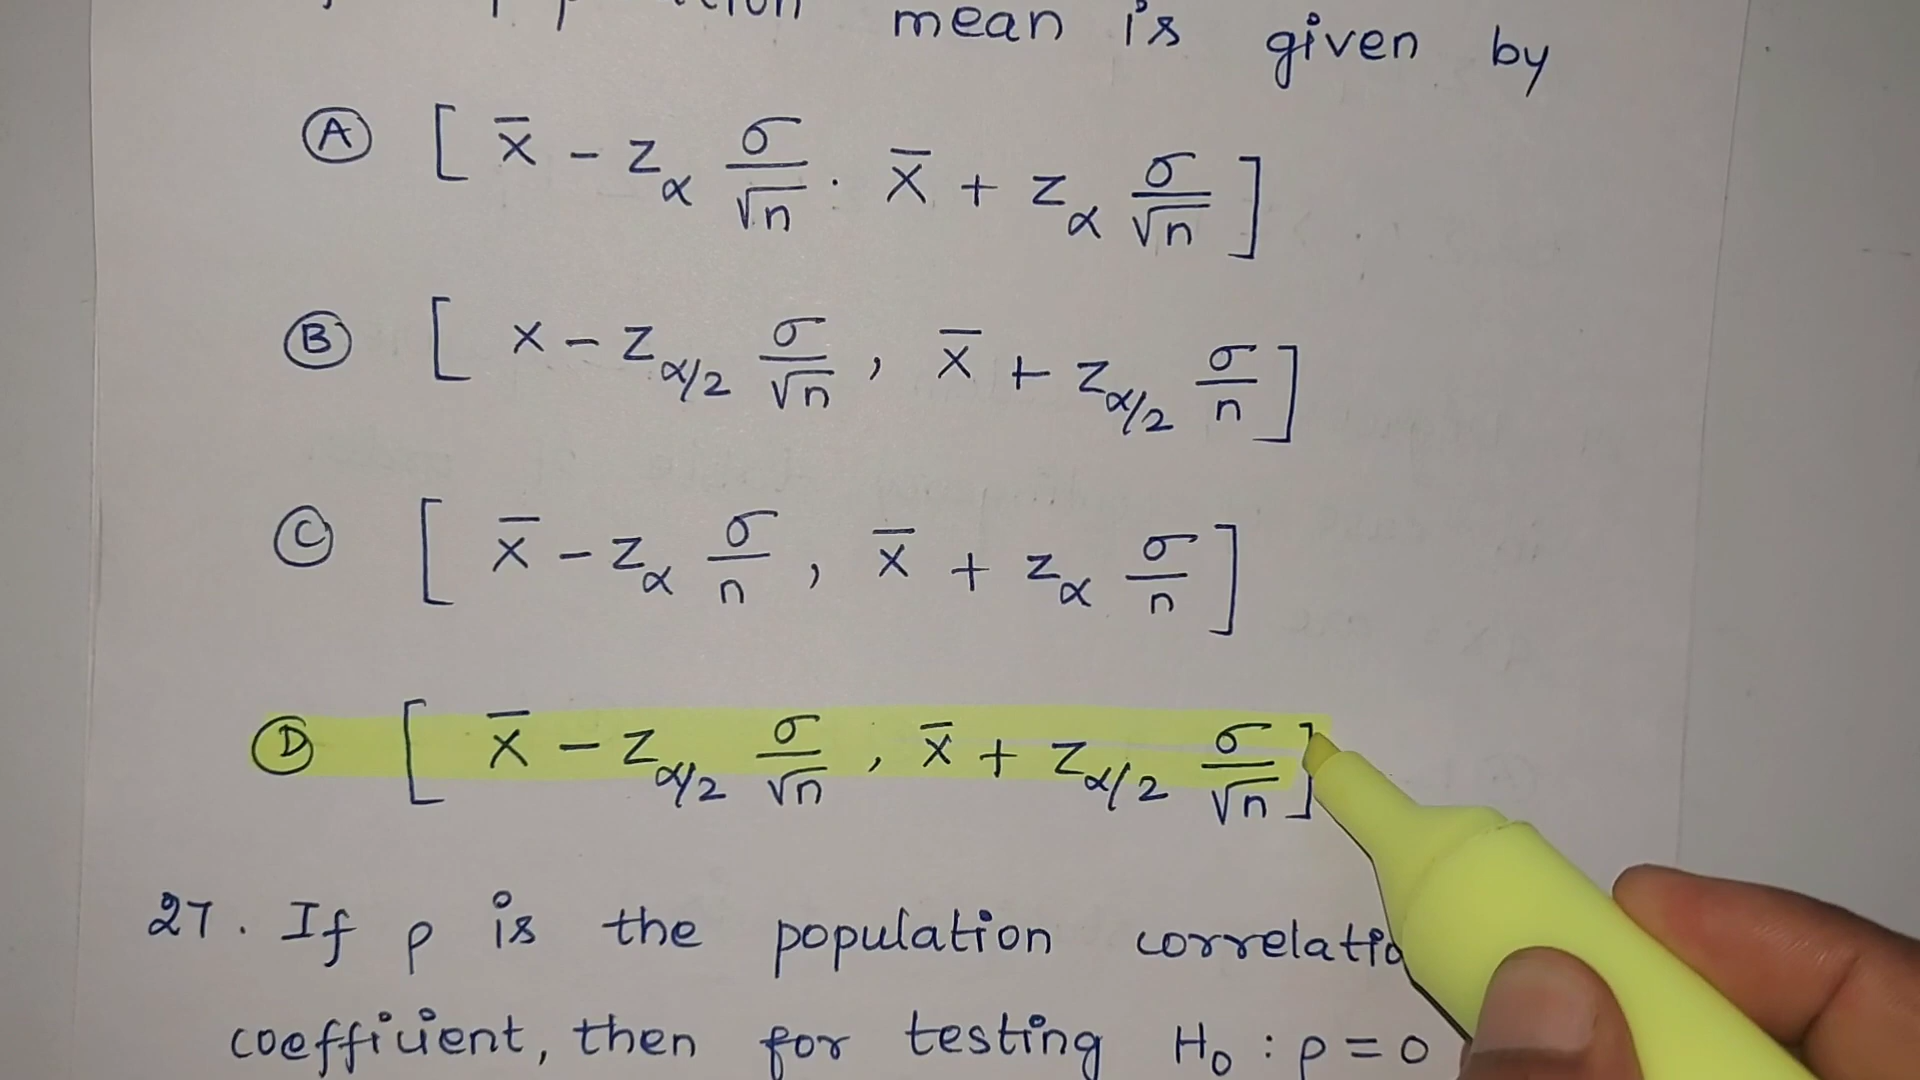 mean is given by
(A) [ x̄ - z_α σ/√n . x̄ + z_α σ/√n ]
(B) [ x - z_α/2 σ/√n , x̄ + z_α/2 σ/n ]
(C) [ x̄ - z_α σ/n , x̄ + z_α σ/n ]
(D) [ x̄ - z_α/2 σ/√n , x̄ + z_α/2 σ/√n ]
27. If ρ is the population
coefficient, then for testing H₀ : ρ = 0